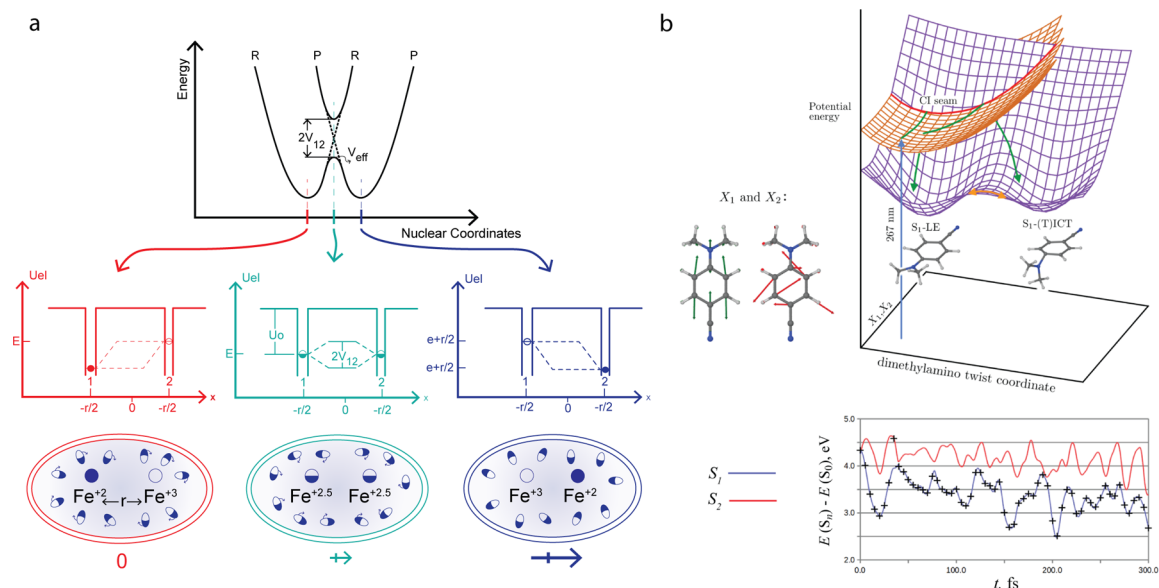 a
R P R P
Energy
2V12
Veff
Nuclear Coordinates
Uel
E
1 2
-r/2 0 -r/2
x
Uel
Uo
E
2V12
1 2
-r/2 0 -r/2
x
Uel
e+r/2
e+r/2
1 2
-r/2 0 -r/2
x
Fe+2 ←r→ Fe+3
0
Fe+2.5 Fe+2.5
Fe+3 Fe+2
b
Potential
energy
CI seam
267 nm
S1-LE
S1-(T)ICT
X1 and X2:
X1,X2
dimethylamino twist coordinate
S1
S2
E (Sn) - E (S0), eV
5.0
4.0
3.0
2.0
0.0 100.0 200.0 300.0
t, fs